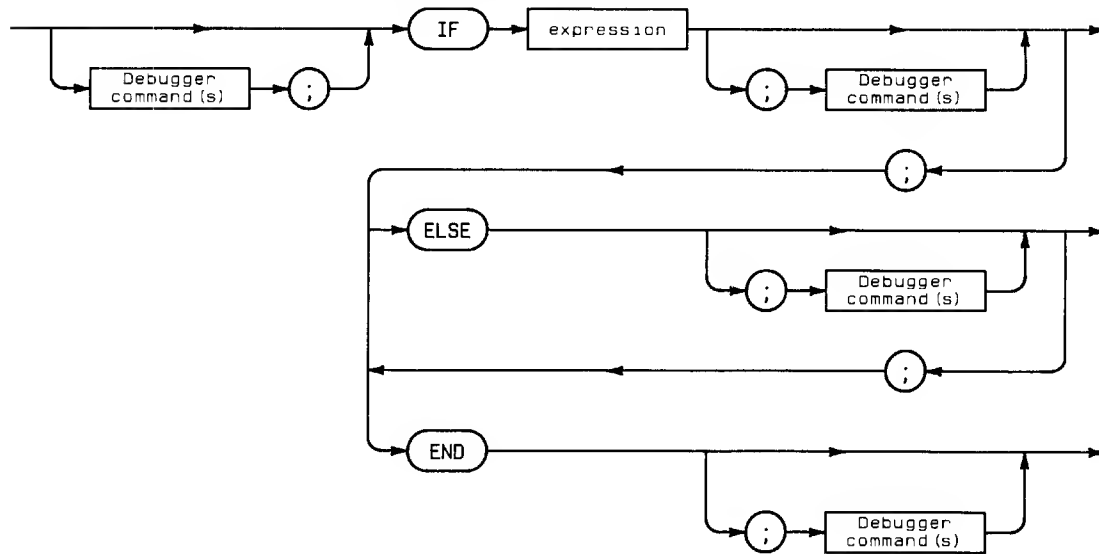 IF
expression
Debugger
command(s)
;
;
Debugger
command(s)
;
ELSE
;
Debugger
command(s)
;
END
;
Debugger
command(s)